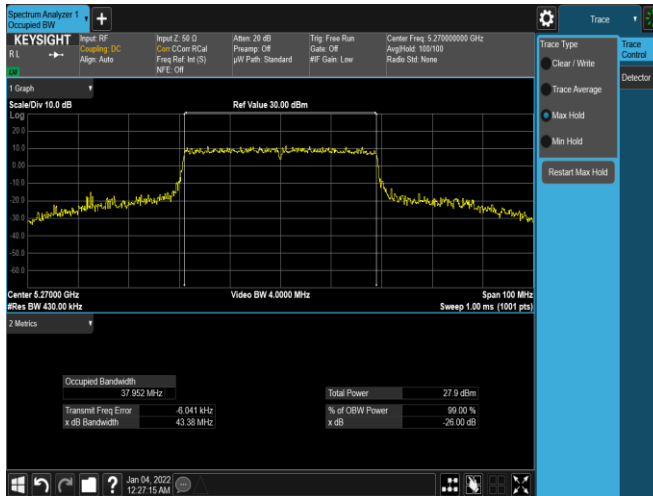 Spectrum Analyzer 1
Occupied BW
+
Trace
KEYSIGHT
R L
LU
Input: RF
Coupling: DC
Align: Auto
Input Z: 50 Ω
Corr CCorr RCal
Freq Ref: Int (S)
NFE: Off
Atten: 20 dB
Preamp: Off
µW Path: Standard
Trig: Free Run
Gate: Off
#IF Gain: Low
Center Freq: 5.270000000 GHz
Avg|Hold: 100/100
Radio Std: None
Trace Type
Clear / Write
Trace Average
Max Hold
Min Hold
Restart Max Hold
Trace
Control
Detector
1 Graph
Scale/Div 10.0 dB
Ref Value 30.00 dBm
Log
20.0
10.0
0.00
-10.0
-20.0
-30.0
-40.0
-50.0
-60.0
Center 5.27000 GHz
#Res BW 430.00 kHz
Video BW 4.0000 MHz
Span 100 MHz
Sweep 1.00 ms (1001 pts)
2 Metrics
Occupied Bandwidth
37.952 MHz
Total Power 27.9 dBm
Transmit Freq Error -6.041 kHz
% of OBW Power 99.00 %
x dB Bandwidth 43.38 MHz
x dB -26.00 dB
?
Jan 04, 2022
12:27:15 AM